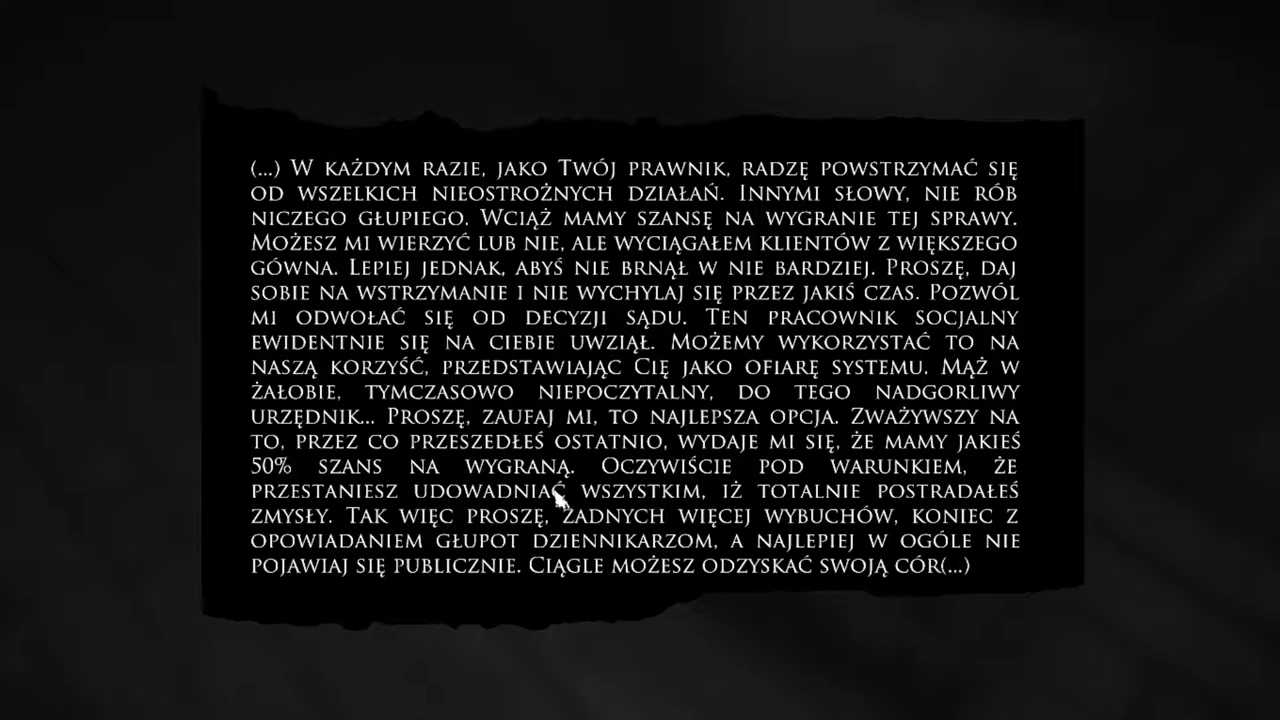 (...) W KAŻDYM RAZIE, JAKO TWÓJ PRAWNIK, RADZĘ POWSTRZYMAĆ SIĘ
OD WSZELKICH NIEOSTROŻNYCH DZIAŁAŃ. INNYMI SŁOWY, NIE RÓB
NICZEGO GŁUPIEGO. WCIĄŻ MAMY SZANSĘ NA WYGRANIE TEJ SPRAWY.
MOŻESZ MI WIERZYĆ LUB NIE, ALE WYCIĄGAŁEM KLIENTÓW Z WIĘKSZEGO
GÓWNA. LEPIEJ JEDNAK, ABYŚ NIE BRNĄŁ W NIE BARDZIEJ. PROSZĘ, DAJ
SOBIE NA WSTRZYMANIE I NIE WYCHYLAJ SIĘ PRZEZ JAKIŚ CZAS. POZWÓL
MI ODWOŁAĆ SIĘ OD DECYZJI SĄDU. TEN PRACOWNIK SOCJALNY
EWIDENTNIE SIĘ NA CIEBIE UWZIĄŁ. MOŻEMY WYKORZYSTAĆ TO NA
NASZĄ KORZYŚĆ, PRZEDSTAWIAJĄC CIĘ JAKO OFIARĘ SYSTEMU. MĄŻ W
ŻAŁOBIE, TYMCZASOWO NIEPOCZYTALNY, DO TEGO NADGORLIWY
URZĘDNIK... PROSZĘ, ZAUFAJ MI, TO NAJLEPSZA OPCJA. ZWAŻYWSZY NA
TO, PRZEZ CO PRZESZEDŁEŚ OSTATNIO, WYDAJE MI SIĘ, ŻE MAMY JAKIEŚ
50% SZANS NA WYGRANĄ. OCZYWIŚCIE POD WARUNKIEM, ŻE
PRZESTANIESZ UDOWADNIAĆ WSZYSTKIM, IŻ TOTALNIE POSTRADAŁEŚ
ZMYSŁY. TAK WIĘC PROSZĘ, ŻADNYCH WIĘCEJ WYBUCHÓW, KONIEC Z
OPOWIADANIEM GŁUPOT DZIENNIKARZOM, A NAJLEPIEJ W OGÓLE NIE
POJAWIAJ SIĘ PUBLICZNIE. CIĄGLE MOŻESZ ODZYSKAĆ SWOJĄ CÓR(...)